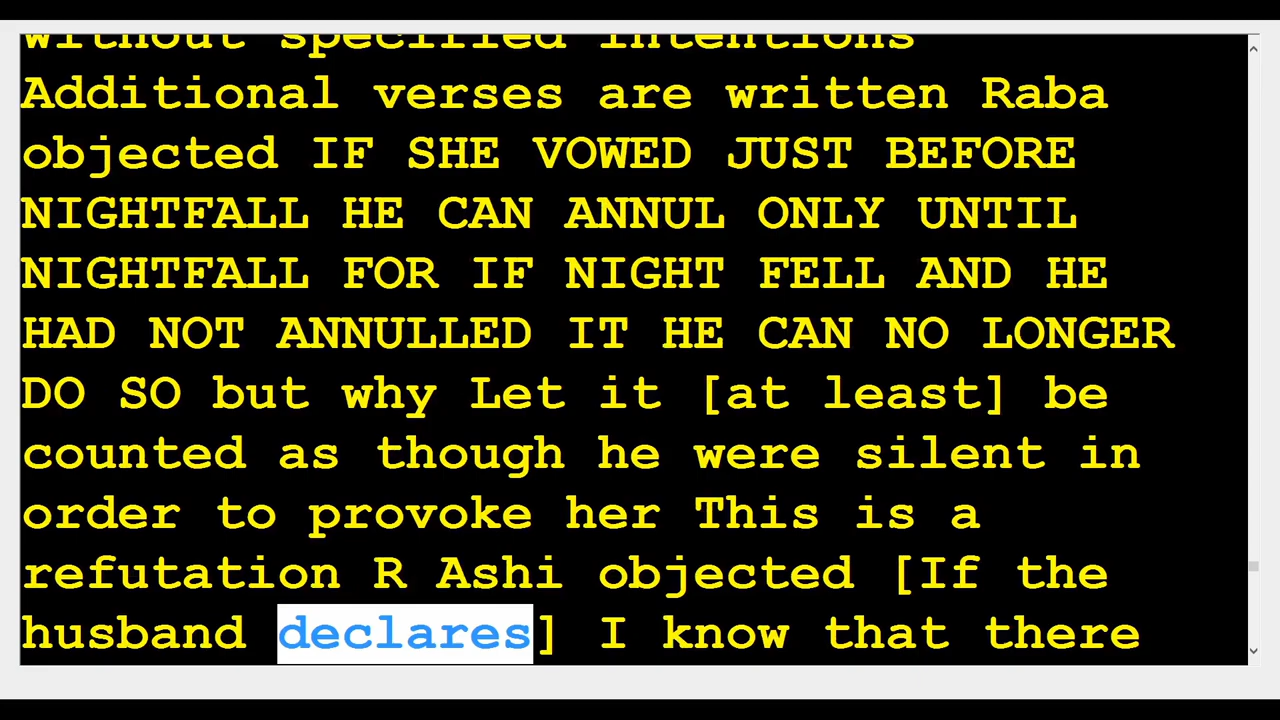 without specified intentions
Additional verses are written Raba
objected IF SHE VOWED JUST BEFORE
NIGHTFALL HE CAN ANNUL ONLY UNTIL
NIGHTFALL FOR IF NIGHT FELL AND HE
HAD NOT ANNULLED IT HE CAN NO LONGER
DO SO but why Let it [at least] be
counted as though he were silent in
order to provoke her This is a
refutation R Ashi objected [If the
husband declares] I know that there